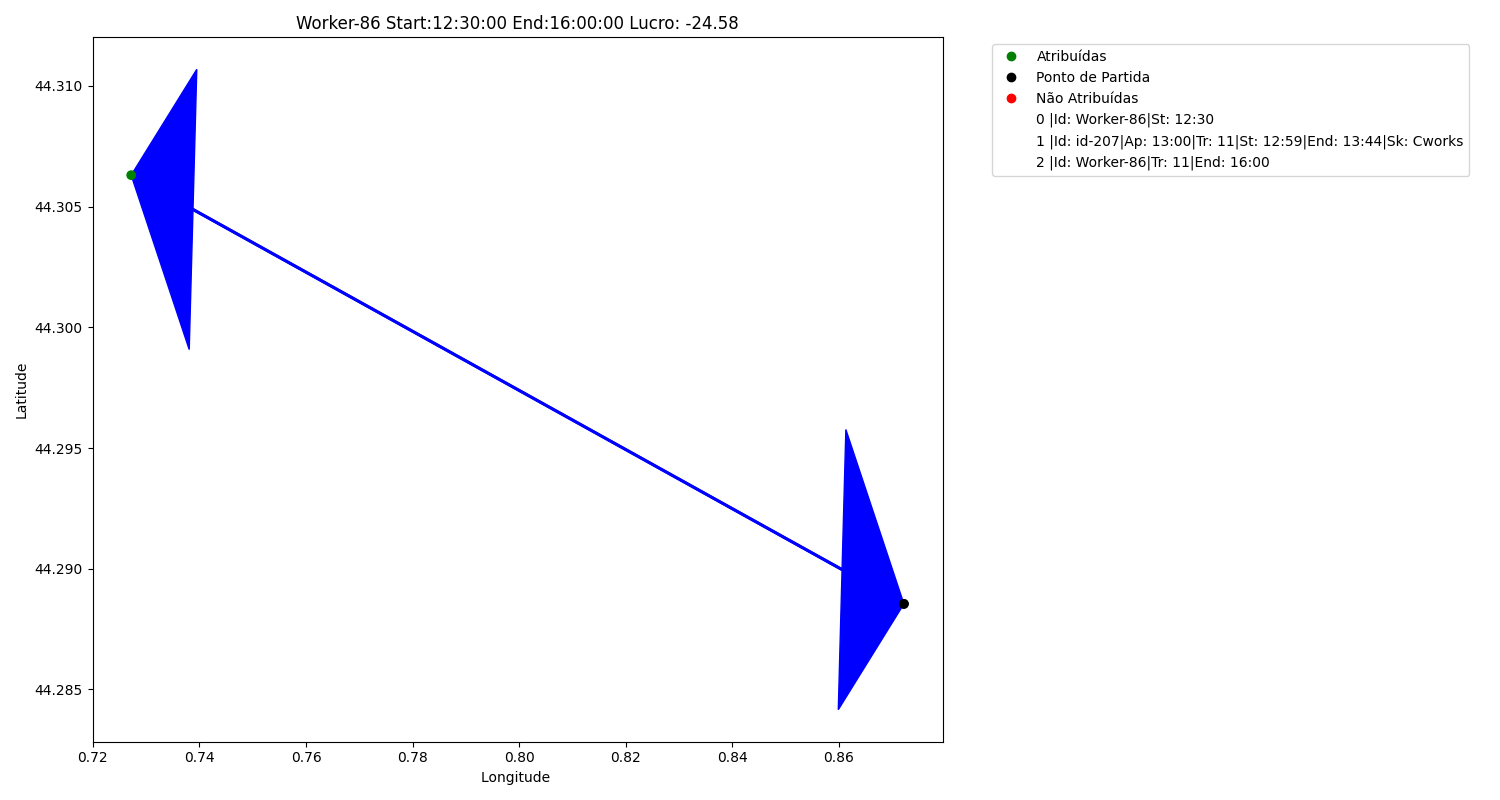 Worker-86 Start:12:30:00 End:16:00:00 Lucro: -24.58
Atribuídas
Ponto de Partida
Não Atribuídas
0 |Id: Worker-86|St: 12:30
1 |Id: id-207|Ap: 13:00|Tr: 11|St: 12:59|End: 13:44|Sk: Cworks
2 |Id: Worker-86|Tr: 11|End: 16:00
44.310
44.305
44.300
44.295
44.290
44.285
Latitude
0.72 0.74 0.76 0.78 0.80 0.82 0.84 0.86
Longitude